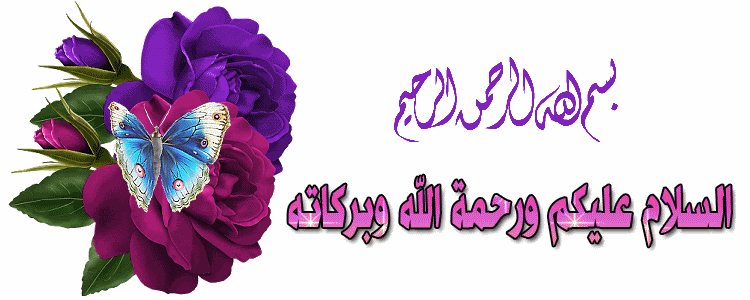 بسم الله الرحمن الرحيم
السلام عليكم ورحمة الله وبركاته